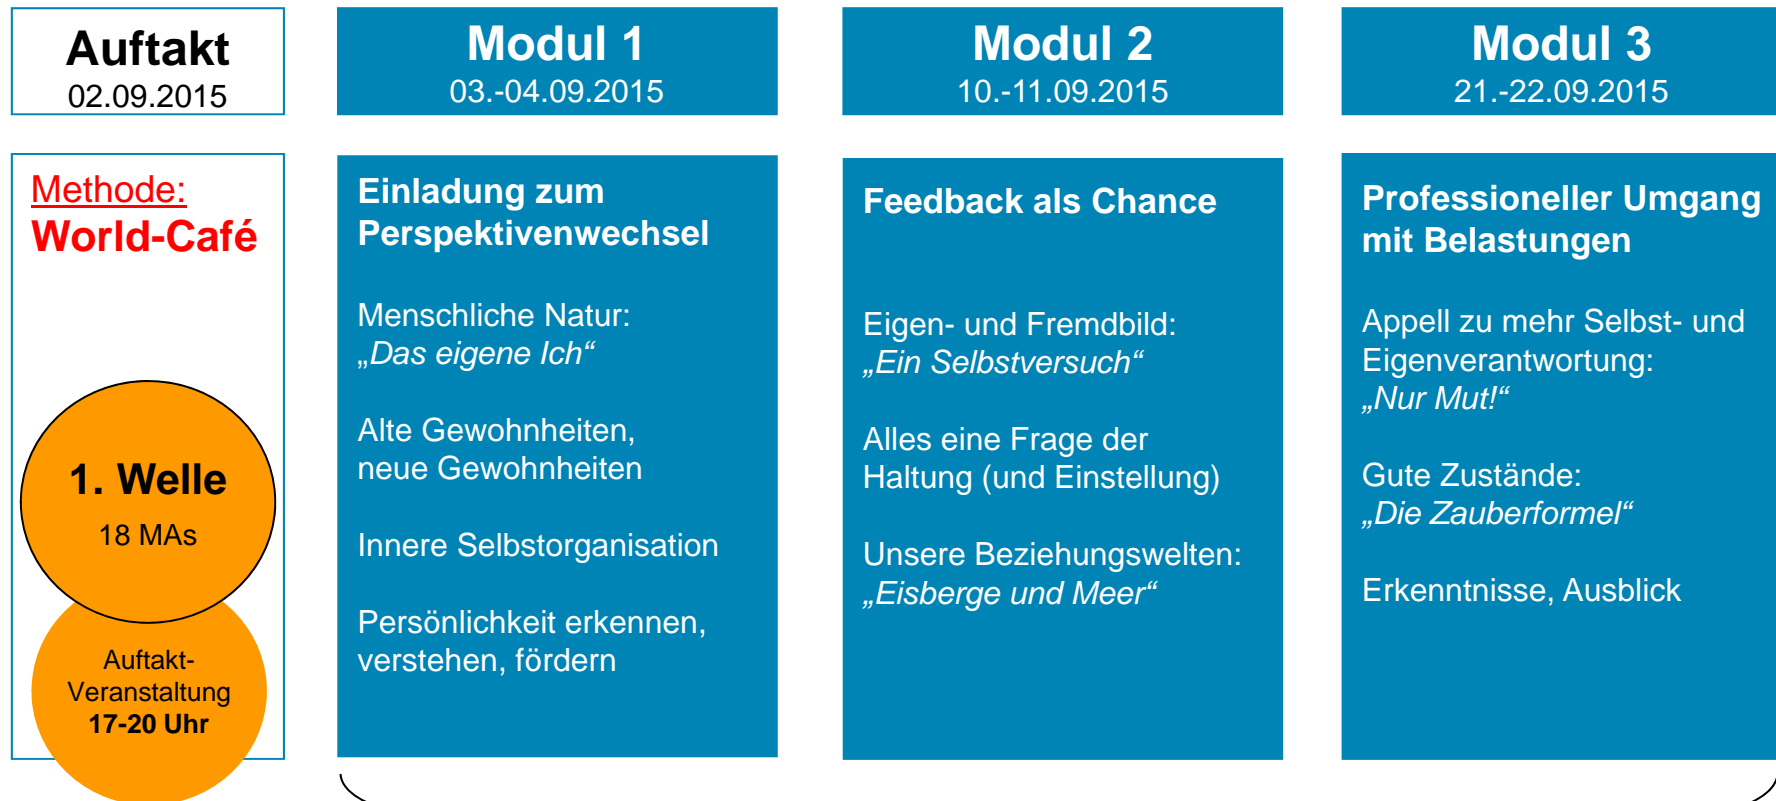 Auftakt
02.09.2015
Methode:
World-Café
1. Welle
18 MAs
Auftakt-
Veranstaltung
17-20 Uhr
Modul 1
03.-04.09.2015
Einladung zum
Perspektivenwechsel
Menschliche Natur:
„Das eigene Ich“
Alte Gewohnheiten,
neue Gewohnheiten
Innere Selbstorganisation
Persönlichkeit erkennen,
verstehen, fördern
Modul 2
10.-11.09.2015
Feedback als Chance
Eigen- und Fremdbild:
„Ein Selbstversuch“
Alles eine Frage der
Haltung (und Einstellung)
Unsere Beziehungswelten:
„Eisberge und Meer“
Modul 3
21.-22.09.2015
Professioneller Umgang
mit Belastungen
Appell zu mehr Selbst- und
Eigenverantwortung:
„Nur Mut!“
Gute Zustände:
„Die Zauberformel“
Erkenntnisse, Ausblick